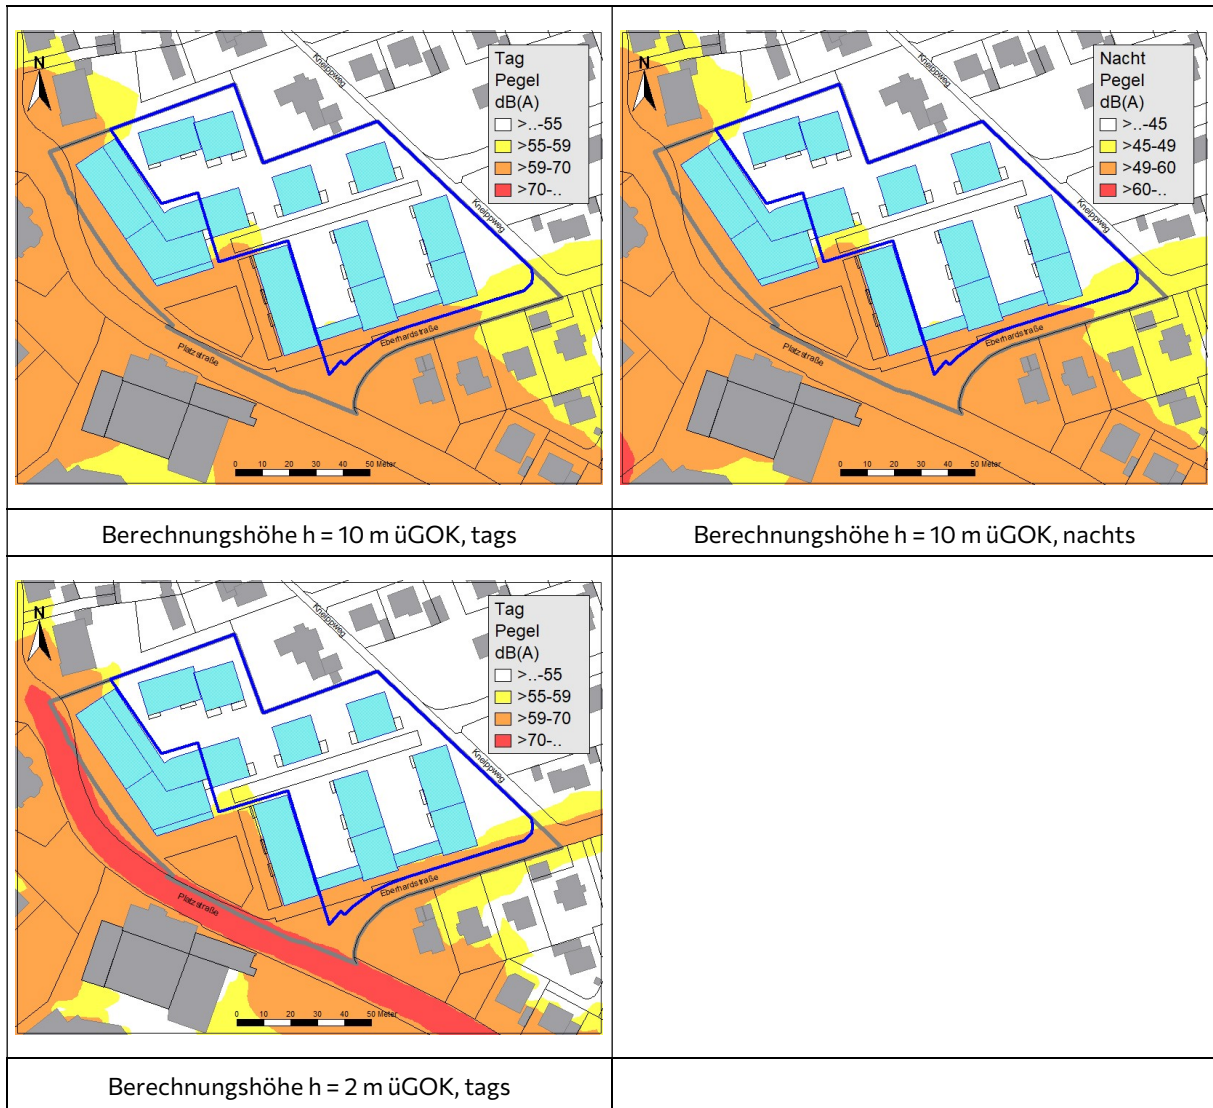 N
Kneippweg
Tag
Pegel
dB(A)
>..-55
>55-59
>59-70
>70-..
Kneippweg
Eberhardstraße
Platzstraße
0 10 20 30 40 50 Meter
Berechnungshöhe h = 10 m üGOK, tags
N
Kneippweg
Nacht
Pegel
dB(A)
>..-45
>45-49
>49-60
>60-..
Kneippweg
Eberhardstraße
Platzstraße
0 10 20 30 40 50 Meter
Berechnungshöhe h = 10 m üGOK, nachts
N
Kneippweg
Tag
Pegel
dB(A)
>..-55
>55-59
>59-70
>70-..
Kneippweg
Eberhardstraße
Platzstraße
0 10 20 30 40 50 Meter
Berechnungshöhe h = 2 m üGOK, tags